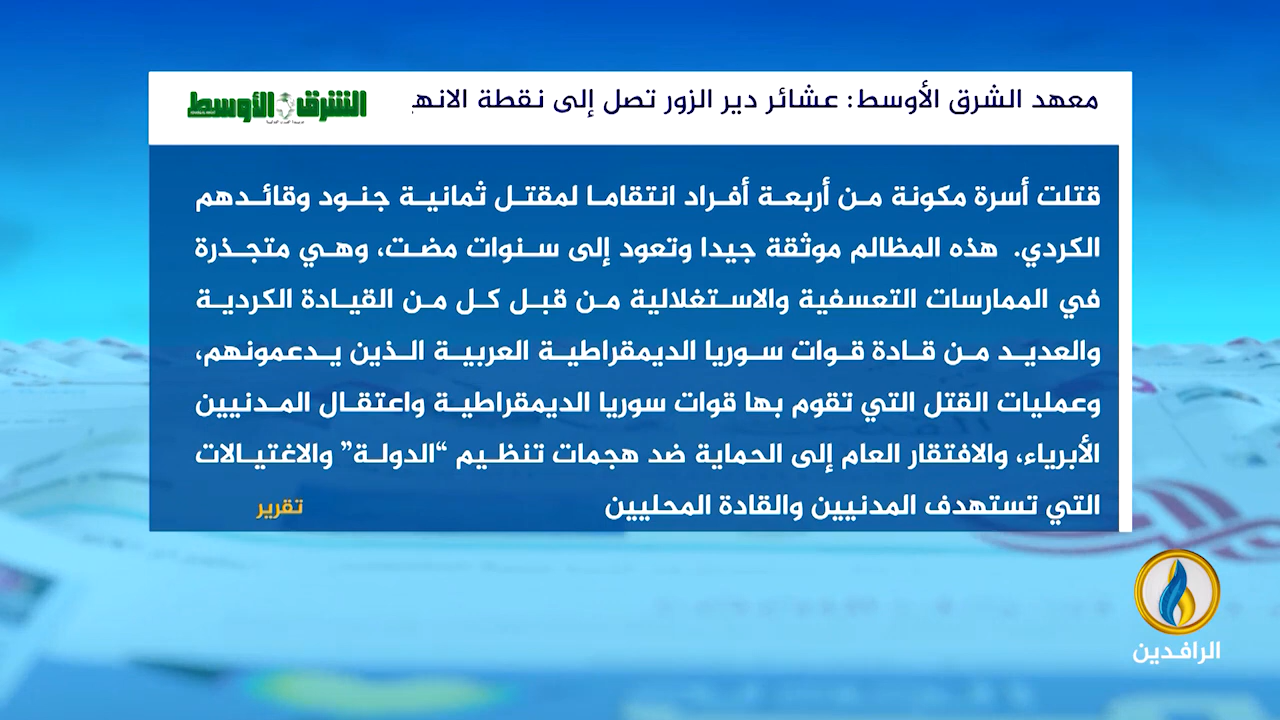 معهد الشرق الأوسط: عشائر دير الزور تصل إلى نقطة
الشرق الأوسط
قتلت أسرة مكونة من أربعة أفراد انتقاما لمقتل ثمانية جنود وقائدهم
الكردي. هذه المظالم موثقة جيدا وتعود إلى سنوات مضت، وهي متجذرة
في الممارسات التعسفية والاستغلالية من قبل كل من القيادة الكردية
والعديد من قادة قوات سوريا الديمقراطية العربية الذين يدعمونهم،
وعمليات القتل التي تقوم بها قوات سوريا الديمقراطية واعتقال المدنيين
الأبرياء، والافتقار العام إلى الحماية ضد هجمات تنظيم “الدولة” والاغتيالات
التي تستهدف المدنيين والقادة المحليين
تقرير
الرافدين